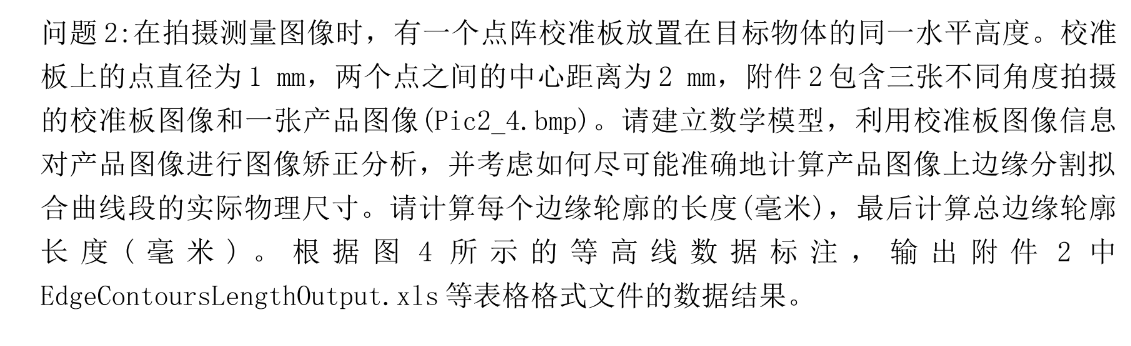 问题 2:在拍摄测量图像时，有一个点阵校准板放置在目标物体的同一水平高度。校准
板上的点直径为 1 mm，两个点之间的中心距离为 2 mm，附件 2 包含三张不同角度拍摄
的校准板图像和一张产品图像(Pic2_4.bmp)。请建立数学模型，利用校准板图像信息
对产品图像进行图像矫正分析，并考虑如何尽可能准确地计算产品图像上边缘分割拟
合曲线段的实际物理尺寸。请计算每个边缘轮廓的长度(毫米)，最后计算总边缘轮廓
长度(毫米)。根据图 4 所示的等高线数据标注，输出附件 2 中
EdgeContoursLengthOutput.xls 等表格格式文件的数据结果。